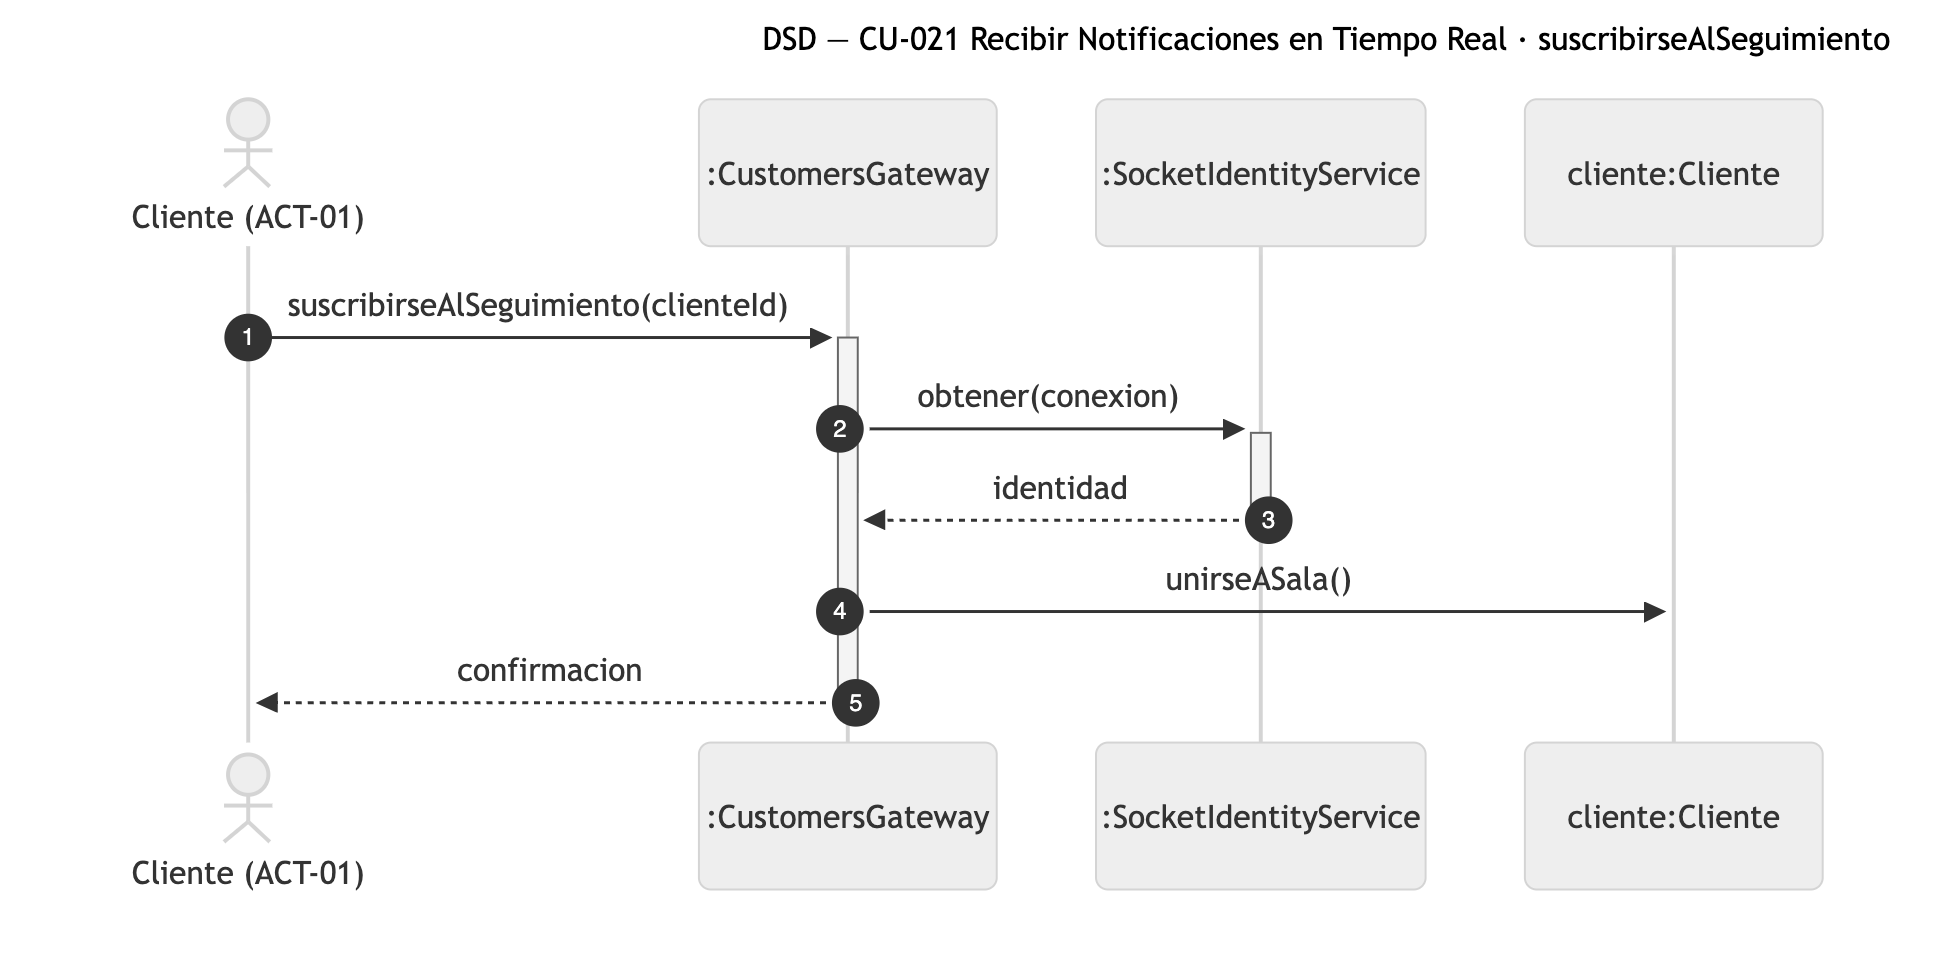 DSD — CU-021 Recibir Notificaciones en Tiempo Real · suscribirseAlSeguimiento
Cliente (ACT-01)
:CustomersGateway
:SocketIdentityService
cliente:Cliente
suscribirseAlSeguimiento(clienteId)
1
obtener(conexion)
2
identidad
3
unirseASala()
4
confirmacion
5
Cliente (ACT-01)
:CustomersGateway
:SocketIdentityService
cliente:Cliente